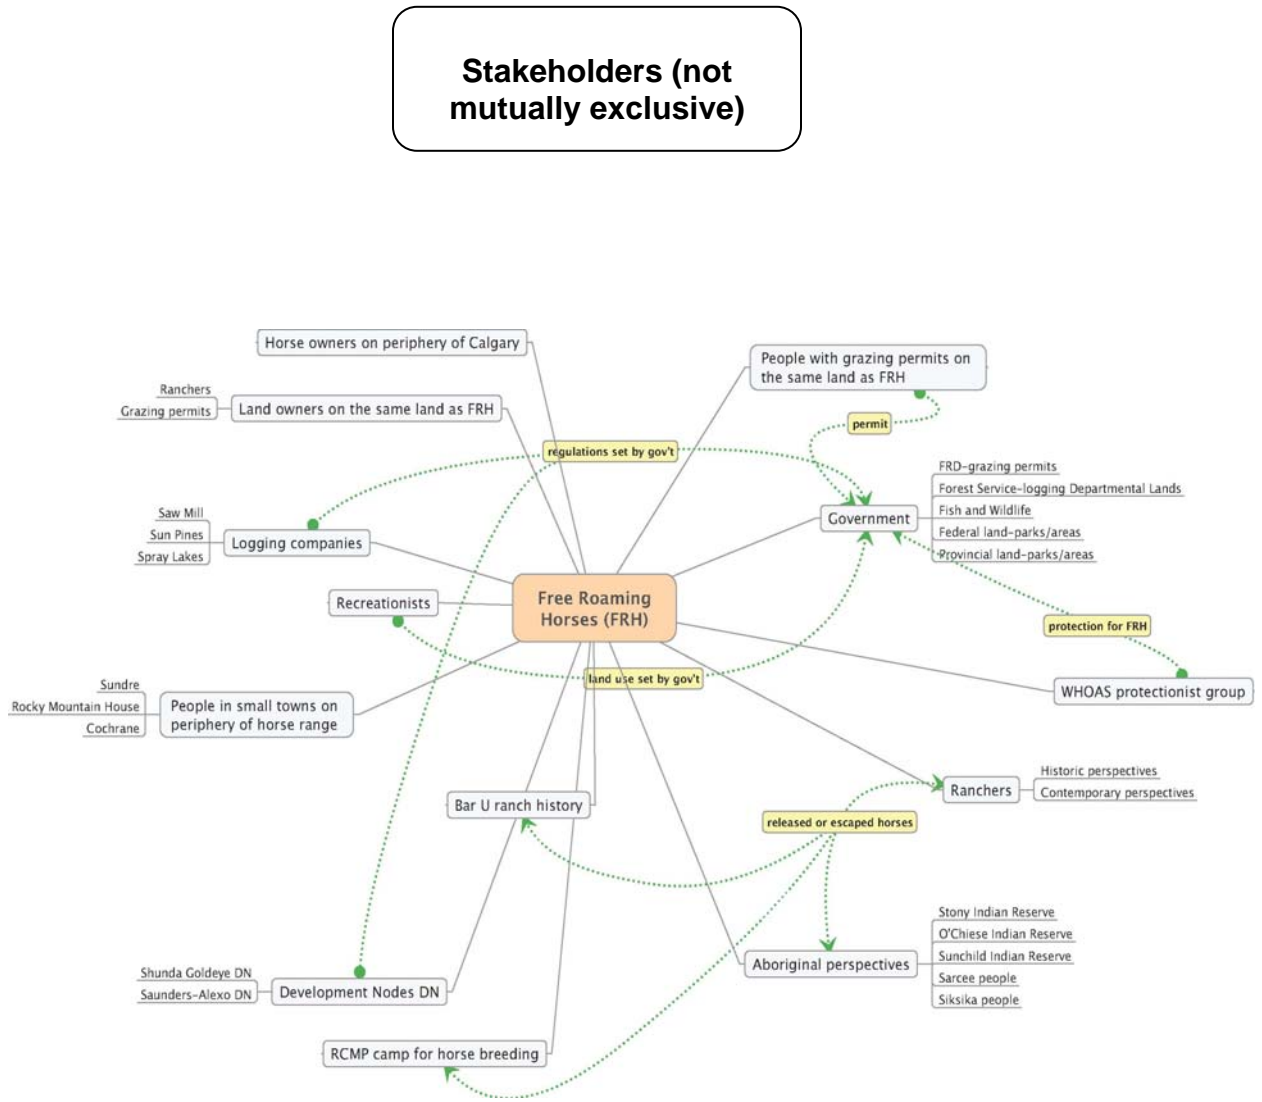 Stakeholders (not
mutually exclusive)
Horse owners on periphery of Calgary
People with grazing permits on
the same land as FRH
Ranchers
Grazing permits
Land owners on the same land as FRH
permit
regulations set by gov't
FRD-grazing permits
Forest Service-logging Departmental Lands
Fish and Wildlife
Federal land-parks/areas
Provincial land-parks/areas
Government
Saw Mill
Sun Pines
Spray Lakes
Logging companies
Recreationists
Free Roaming
Horses (FRH)
protection for FRH
land use set by gov't
WHOAS protectionist group
Sundre
Rocky Mountain House
Cochrane
People in small towns on
periphery of horse range
Bar U ranch history
Ranchers
Historic perspectives
Contemporary perspectives
released or escaped horses
Stony Indian Reserve
O'Chiese Indian Reserve
Sunchild Indian Reserve
Sarcee people
Siksika people
Aboriginal perspectives
Shunda Goldeye DN
Saunders-Alexo DN
Development Nodes DN
RCMP camp for horse breeding